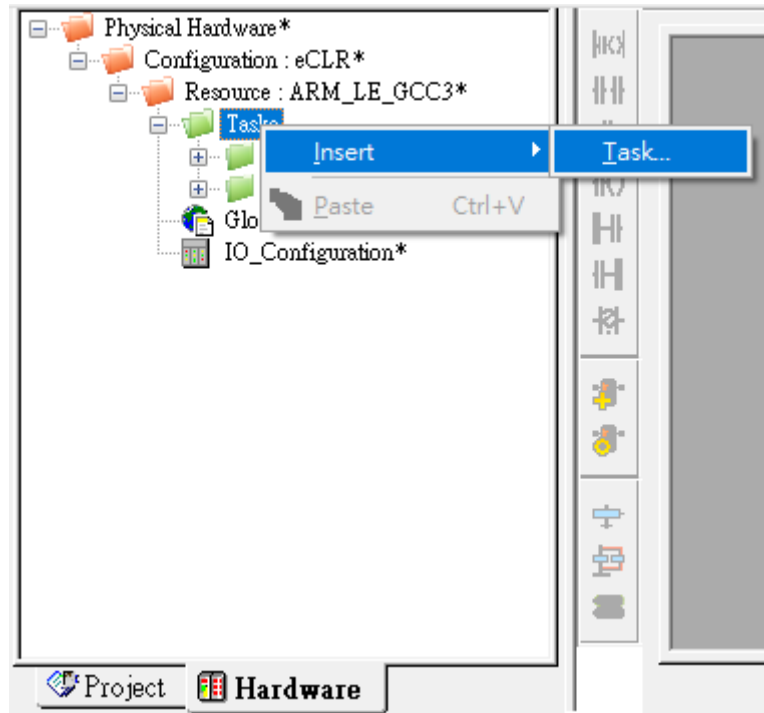 Physical Hardware*
Configuration : eCLR*
Resource : ARM_LE_GCC3*
Insert
Task...
Paste Ctrl+V
IO_Configuration*
Project
Hardware